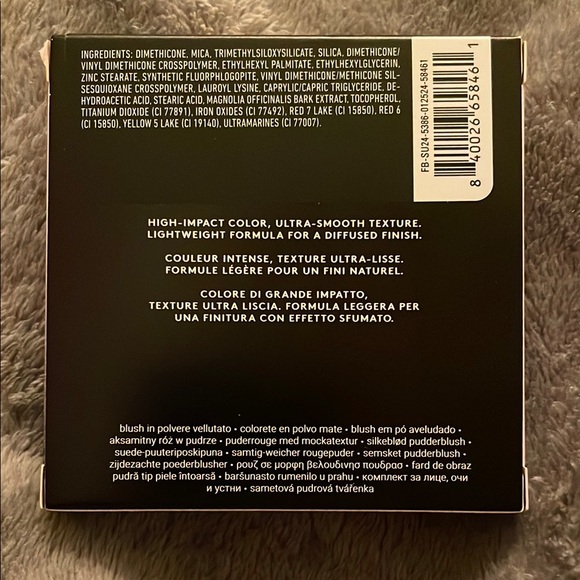 INGREDIENTS: DIMETHICONE, MICA, TRIMETHYLSILOXYSILICATE, SILICA, DIMETHICONE/
VINYL DIMETHICONE CROSSPOLYMER, ETHYLHEXYL PALMITATE, ETHYLHEXYLGLYCERIN,
ZINC STEARATE, SYNTHETIC FLUORPHLOGOPITE, VINYL DIMETHICONE/METHICONE SIL-
SESQUIOXANE CROSSPOLYMER, LAUROYL LYSINE, CAPRYLIC/CAPRIC TRIGLYCERIDE, DE-
HYDROACETIC ACID, STEARIC ACID, MAGNOLIA OFFICINALIS BARK EXTRACT, TOCOPHEROL,
TITANIUM DIOXIDE (CI 77891), IRON OXIDES (CI 77492), RED 7 LAKE (CI 15850), RED 6
(CI 15850), YELLOW 5 LAKE (CI 19140), ULTRAMARINES (CI 77007).
FB-SU24-5386-012524-58461
8 40026 65846 1
HIGH-IMPACT COLOR, ULTRA-SMOOTH TEXTURE.
LIGHTWEIGHT FORMULA FOR A DIFFUSED FINISH.
COULEUR INTENSE, TEXTURE ULTRA-LISSE.
FORMULE LÉGÈRE POUR UN FINI NATUREL.
COLORE DI GRANDE IMPATTO,
TEXTURE ULTRA LISCIA. FORMULA LEGGERA PER
UNA FINITURA CON EFFETTO SFUMATO.
blush in polvere vellutato • colorete en polvo mate • blush em pó aveludado •
aksamitny róż w pudrze • puderrouge med mockatextur • silkeblød pudderblush •
suede-puuteriposkipuna • samtig-weicher rougepuder • semsket pudderblush •
zijdezachte poederblusher • ρουζ σε μορφη βελουδινησ πουδρασ • fard de obraz
pudră tip piele întoarsă • baršunasto rumenilo u prahu • комплект за лице, очи
и устни • sametová pudrová tvářenka